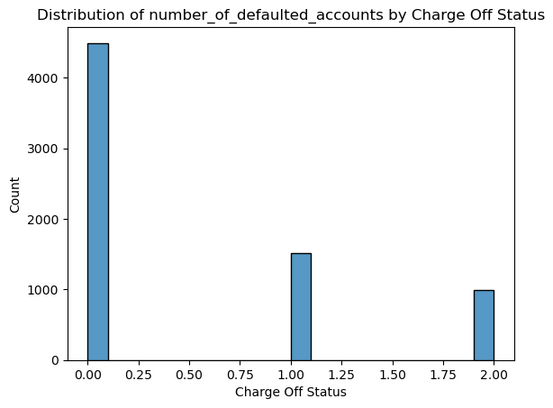 Distribution of number_of_defaulted_accounts by Charge Off Status
4000
3000
2000
1000
0
Count
0.00 0.25 0.50 0.75 1.00 1.25 1.50 1.75 2.00
Charge Off Status